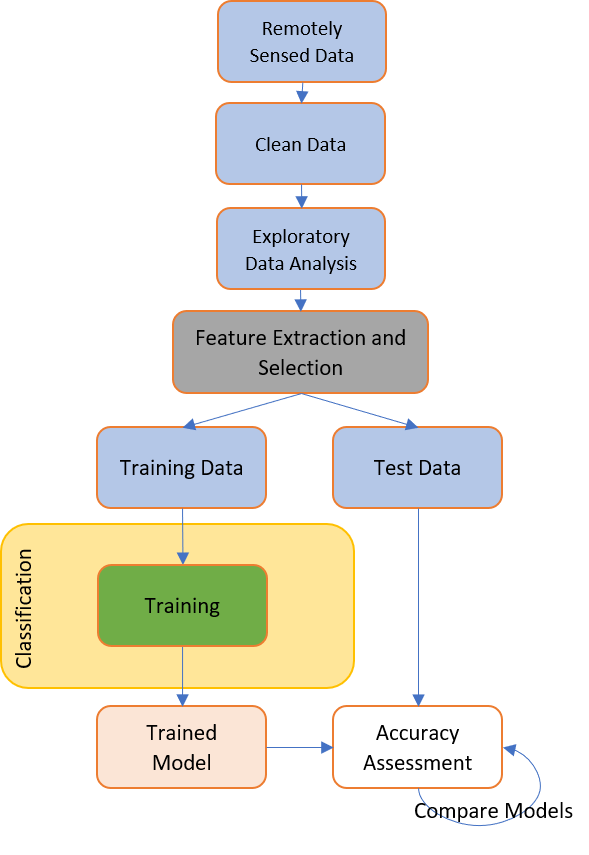 Remotely
Sensed Data
Clean Data
Exploratory
Data Analysis
Feature Extraction and
Selection
Training Data
Test Data
Classification
Training
Trained
Model
Accuracy
Assessment
Compare Models